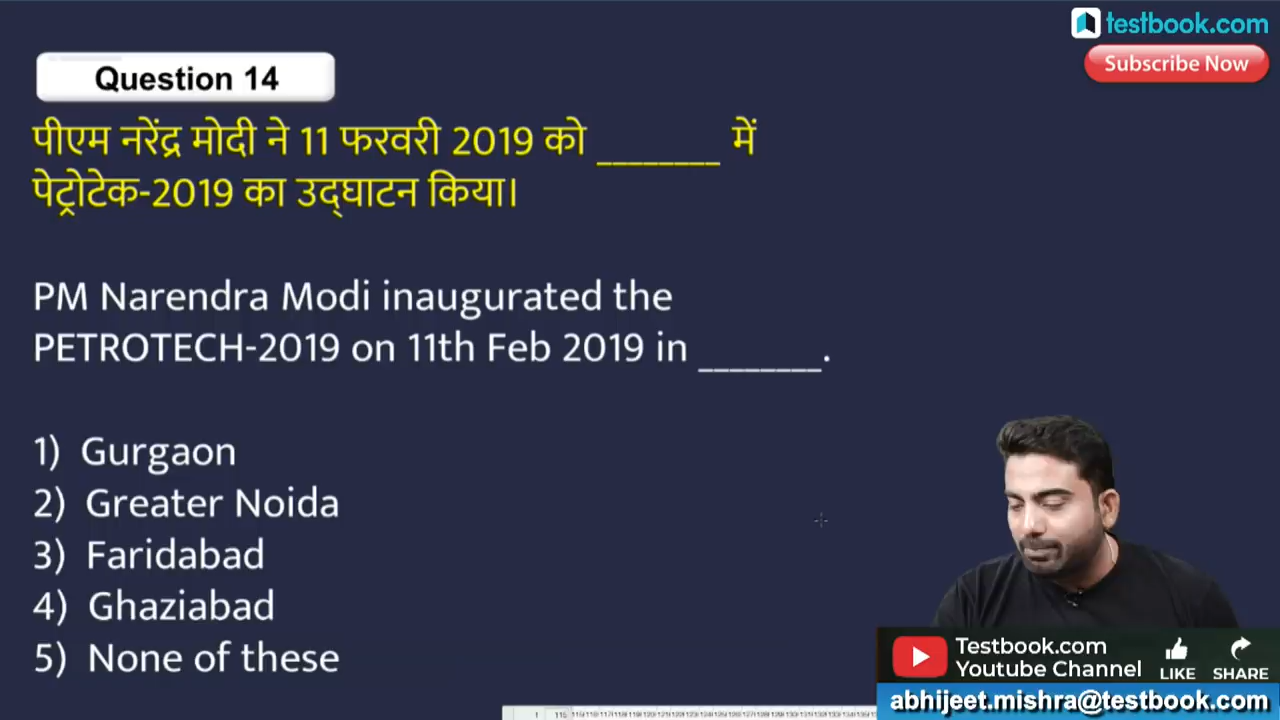 testbook.com
Subscribe Now
Question 14
पीएम नरेंद्र मोदी ने 11 फरवरी 2019 को ________ में
पेट्रोटेक-2019 का उद्घाटन किया।
PM Narendra Modi inaugurated the
PETROTECH-2019 on 11th Feb 2019 in ________.
1) Gurgaon
2) Greater Noida
3) Faridabad
4) Ghaziabad
5) None of these
Testbook.com
Youtube Channel
LIKE
SHARE
abhijeet.mishra@testbook.com